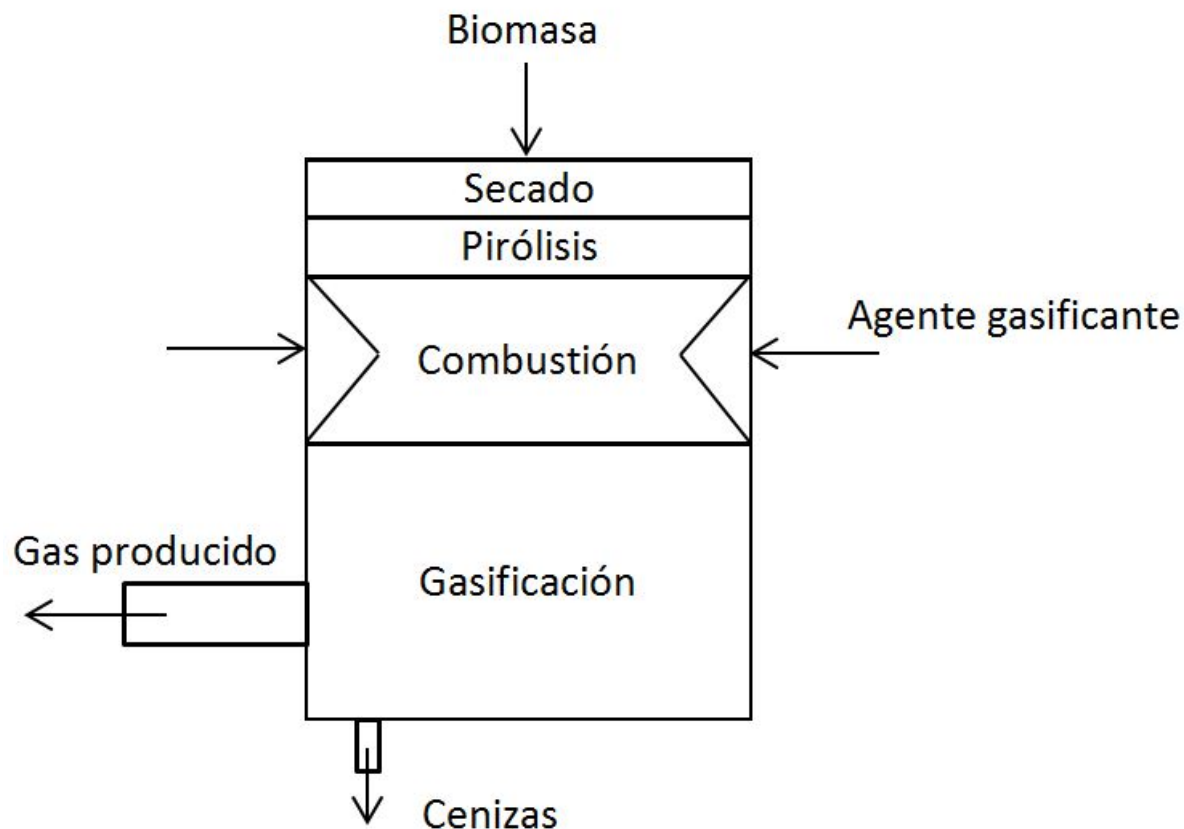 Biomasa
Secado
Pirólisis
Agente gasificante
Combustión
Gas producido
Gasificación
Cenizas